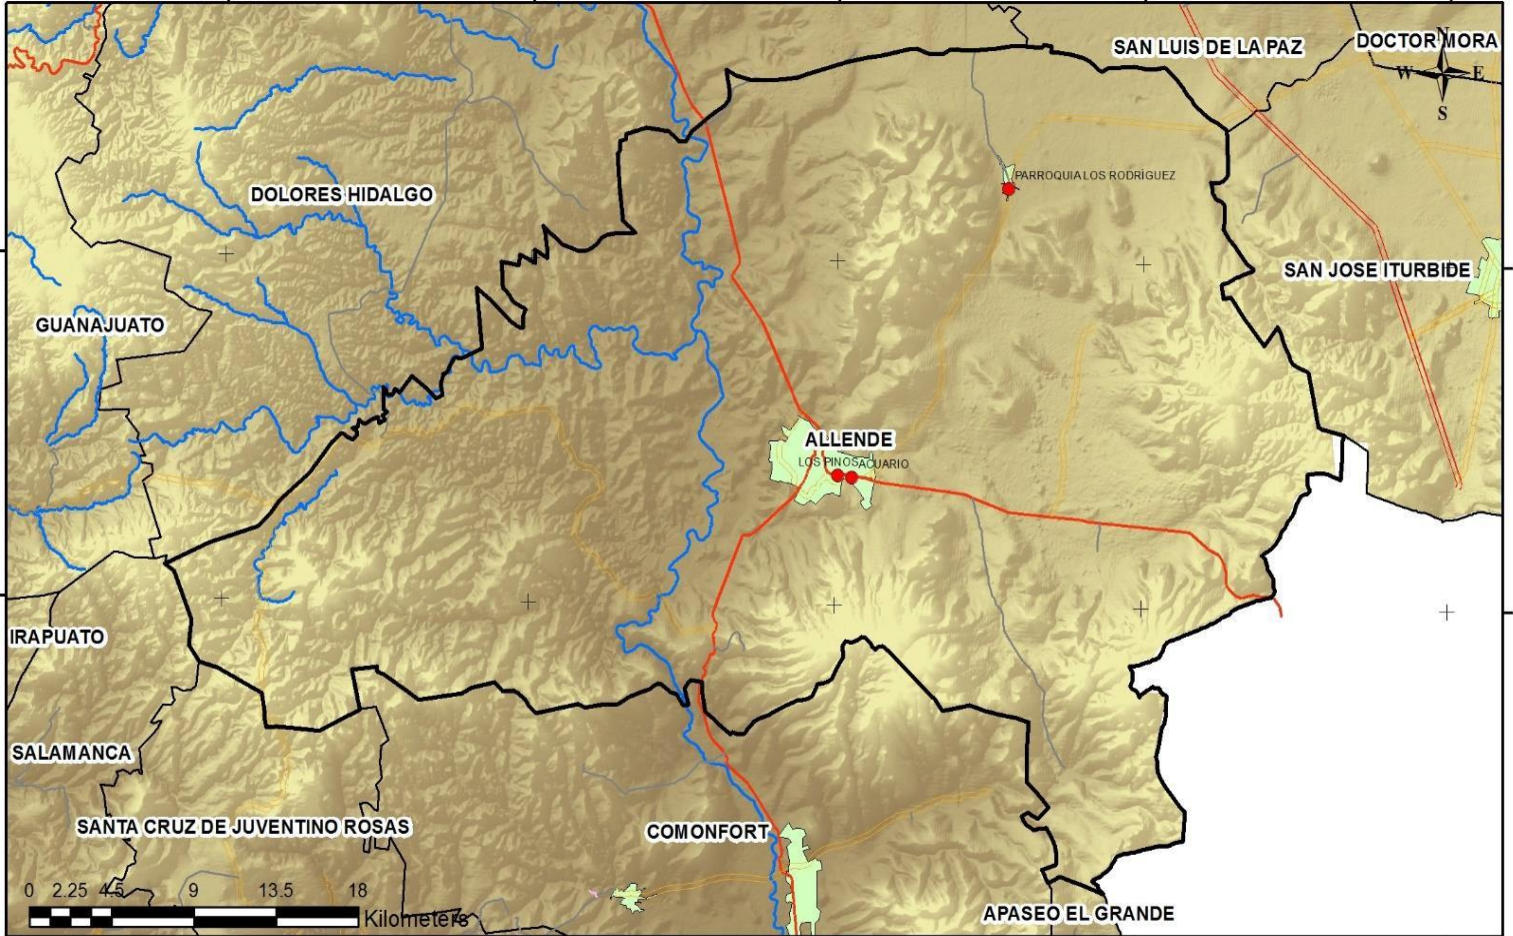 SAN LUIS DE LA PAZ
DOCTOR MORA
N
W
E
S
PARROQUIA LOS RODRÍGUEZ
DOLORES HIDALGO
SAN JOSE ITURBIDE
GUANAJUATO
ALLENDE
LOS PINOS
ACUARIO
IRAPUATO
SALAMANCA
SANTA CRUZ DE JUVENTINO ROSAS
COMONFORT
0 2.25 4.5 9 13.5 18
Kilometers
APASEO EL GRANDE